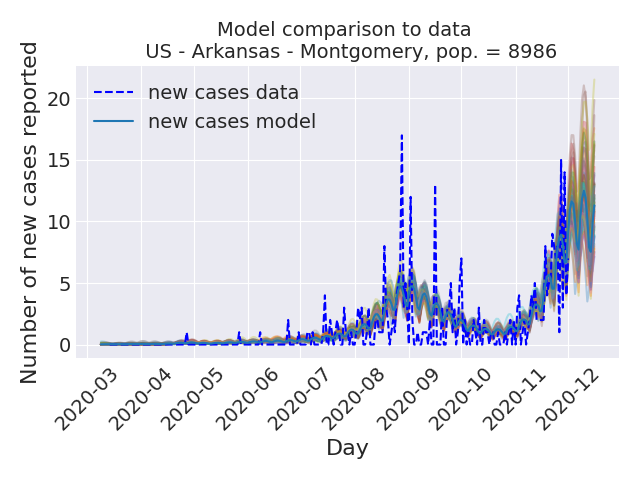 Model comparison to data
US - Arkansas - Montgomery, pop. = 8986
Number of new cases reported
20
15
10
5
0
new cases data
new cases model
2020-03
2020-04
2020-05
2020-06
2020-07
2020-08
2020-09
2020-10
2020-11
2020-12
Day